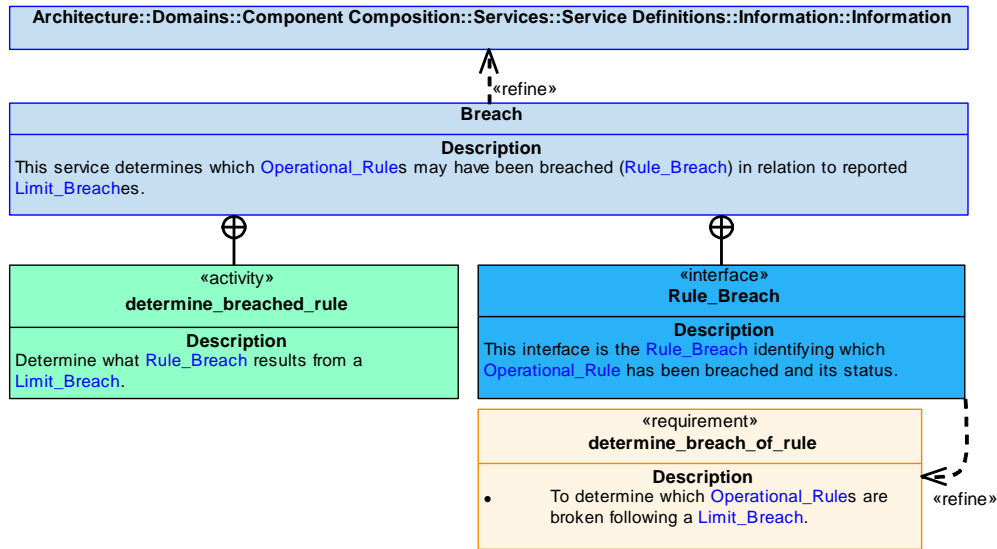 Architecture::Domains::Component Composition::Services::Service Definitions::Information::Information
«refine»
Breach
Description
This service determines which Operational_Rules may have been breached (Rule_Breach) in relation to reported
Limit_Breaches.
«activity»
determine_breached_rule
Description
Determine what Rule_Breach results from a
Limit_Breach.
«interface»
Rule_Breach
Description
This interface is the Rule_Breach identifying which
Operational_Rule has been breached and its status.
«requirement»
determine_breach_of_rule
Description
• To determine which Operational_Rules are
broken following a Limit_Breach.
«refine»